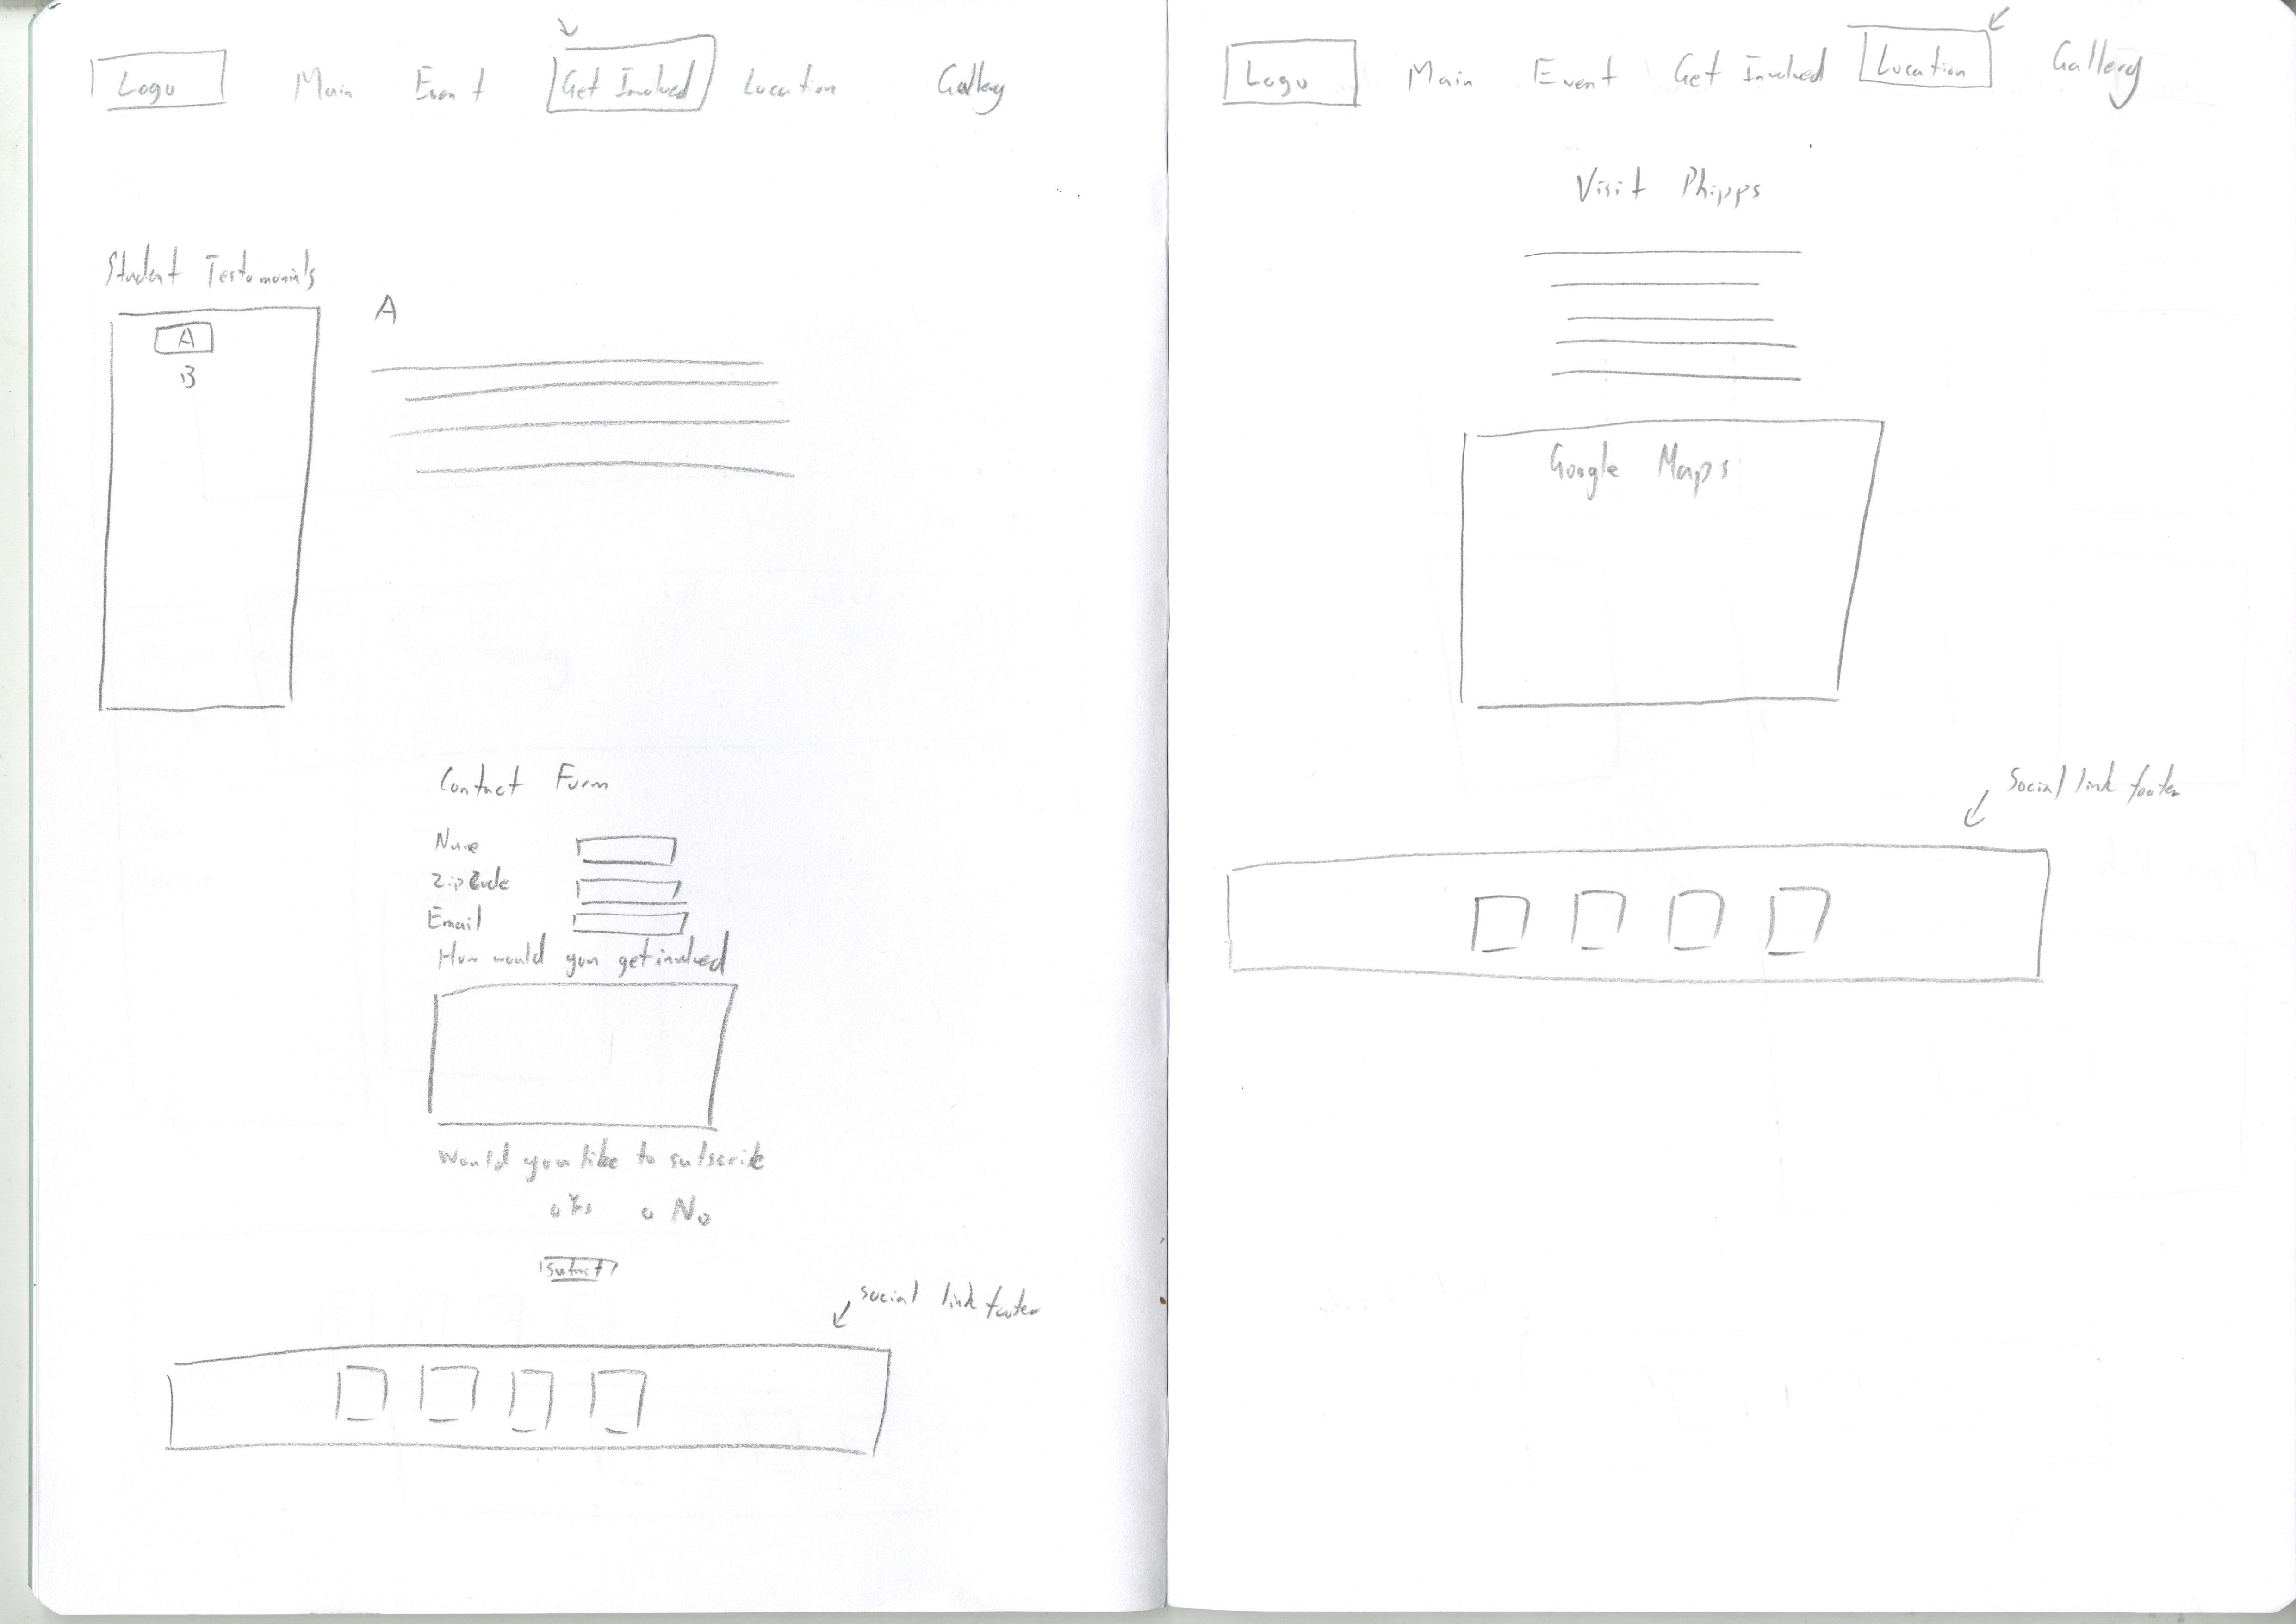 Logo Main Event Get Involved Location Gallery
Student Testomonials
A
B
A
Contact Form
Name
Zip Code
Email
How would you get involved
Would you like to subscribe
Yes No
Submit
social link footer
Logo Main Event Get Involved Location Gallery
Visit Phipps
Google Maps
Social link footer